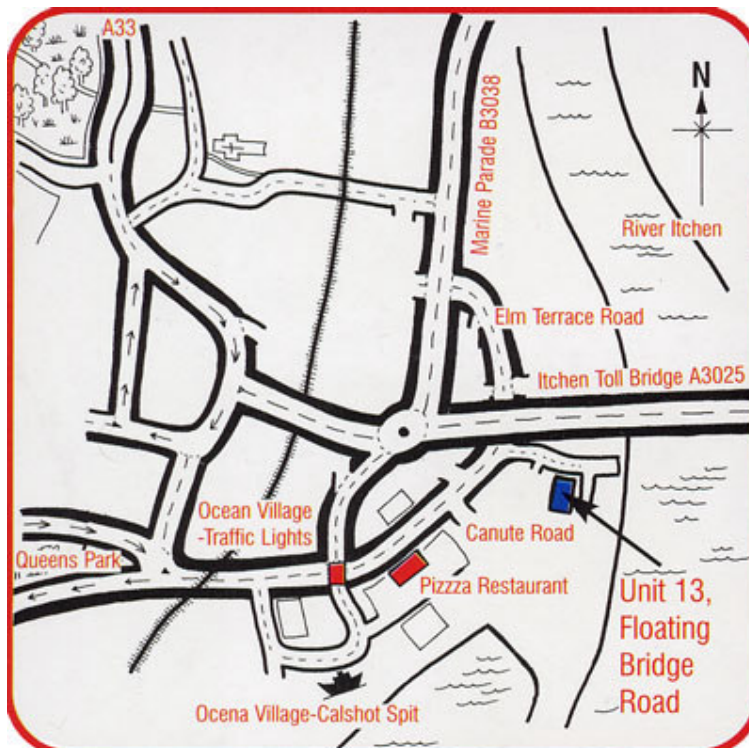 A33
N
Marine Parade B3038
River Itchen
Elm Terrace Road
Itchen Toll Bridge A3025
Ocean Village
-Traffic Lights
Canute Road
Queens Park
Pizzza Restaurant
Unit 13,
Floating
Bridge
Road
Ocena Village-Calshot Spit